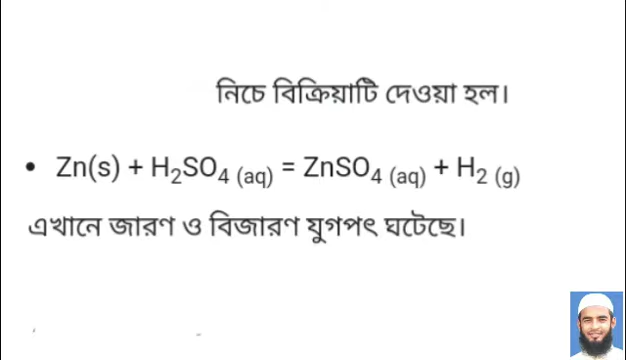 নিচে বিক্রিয়াটি দেওয়া হল।
• Zn(s) + H₂SO₄ (aq) = ZnSO₄ (aq) + H₂ (g)
এখানে জারণ ও বিজারণ যুগপৎ ঘটেছে।